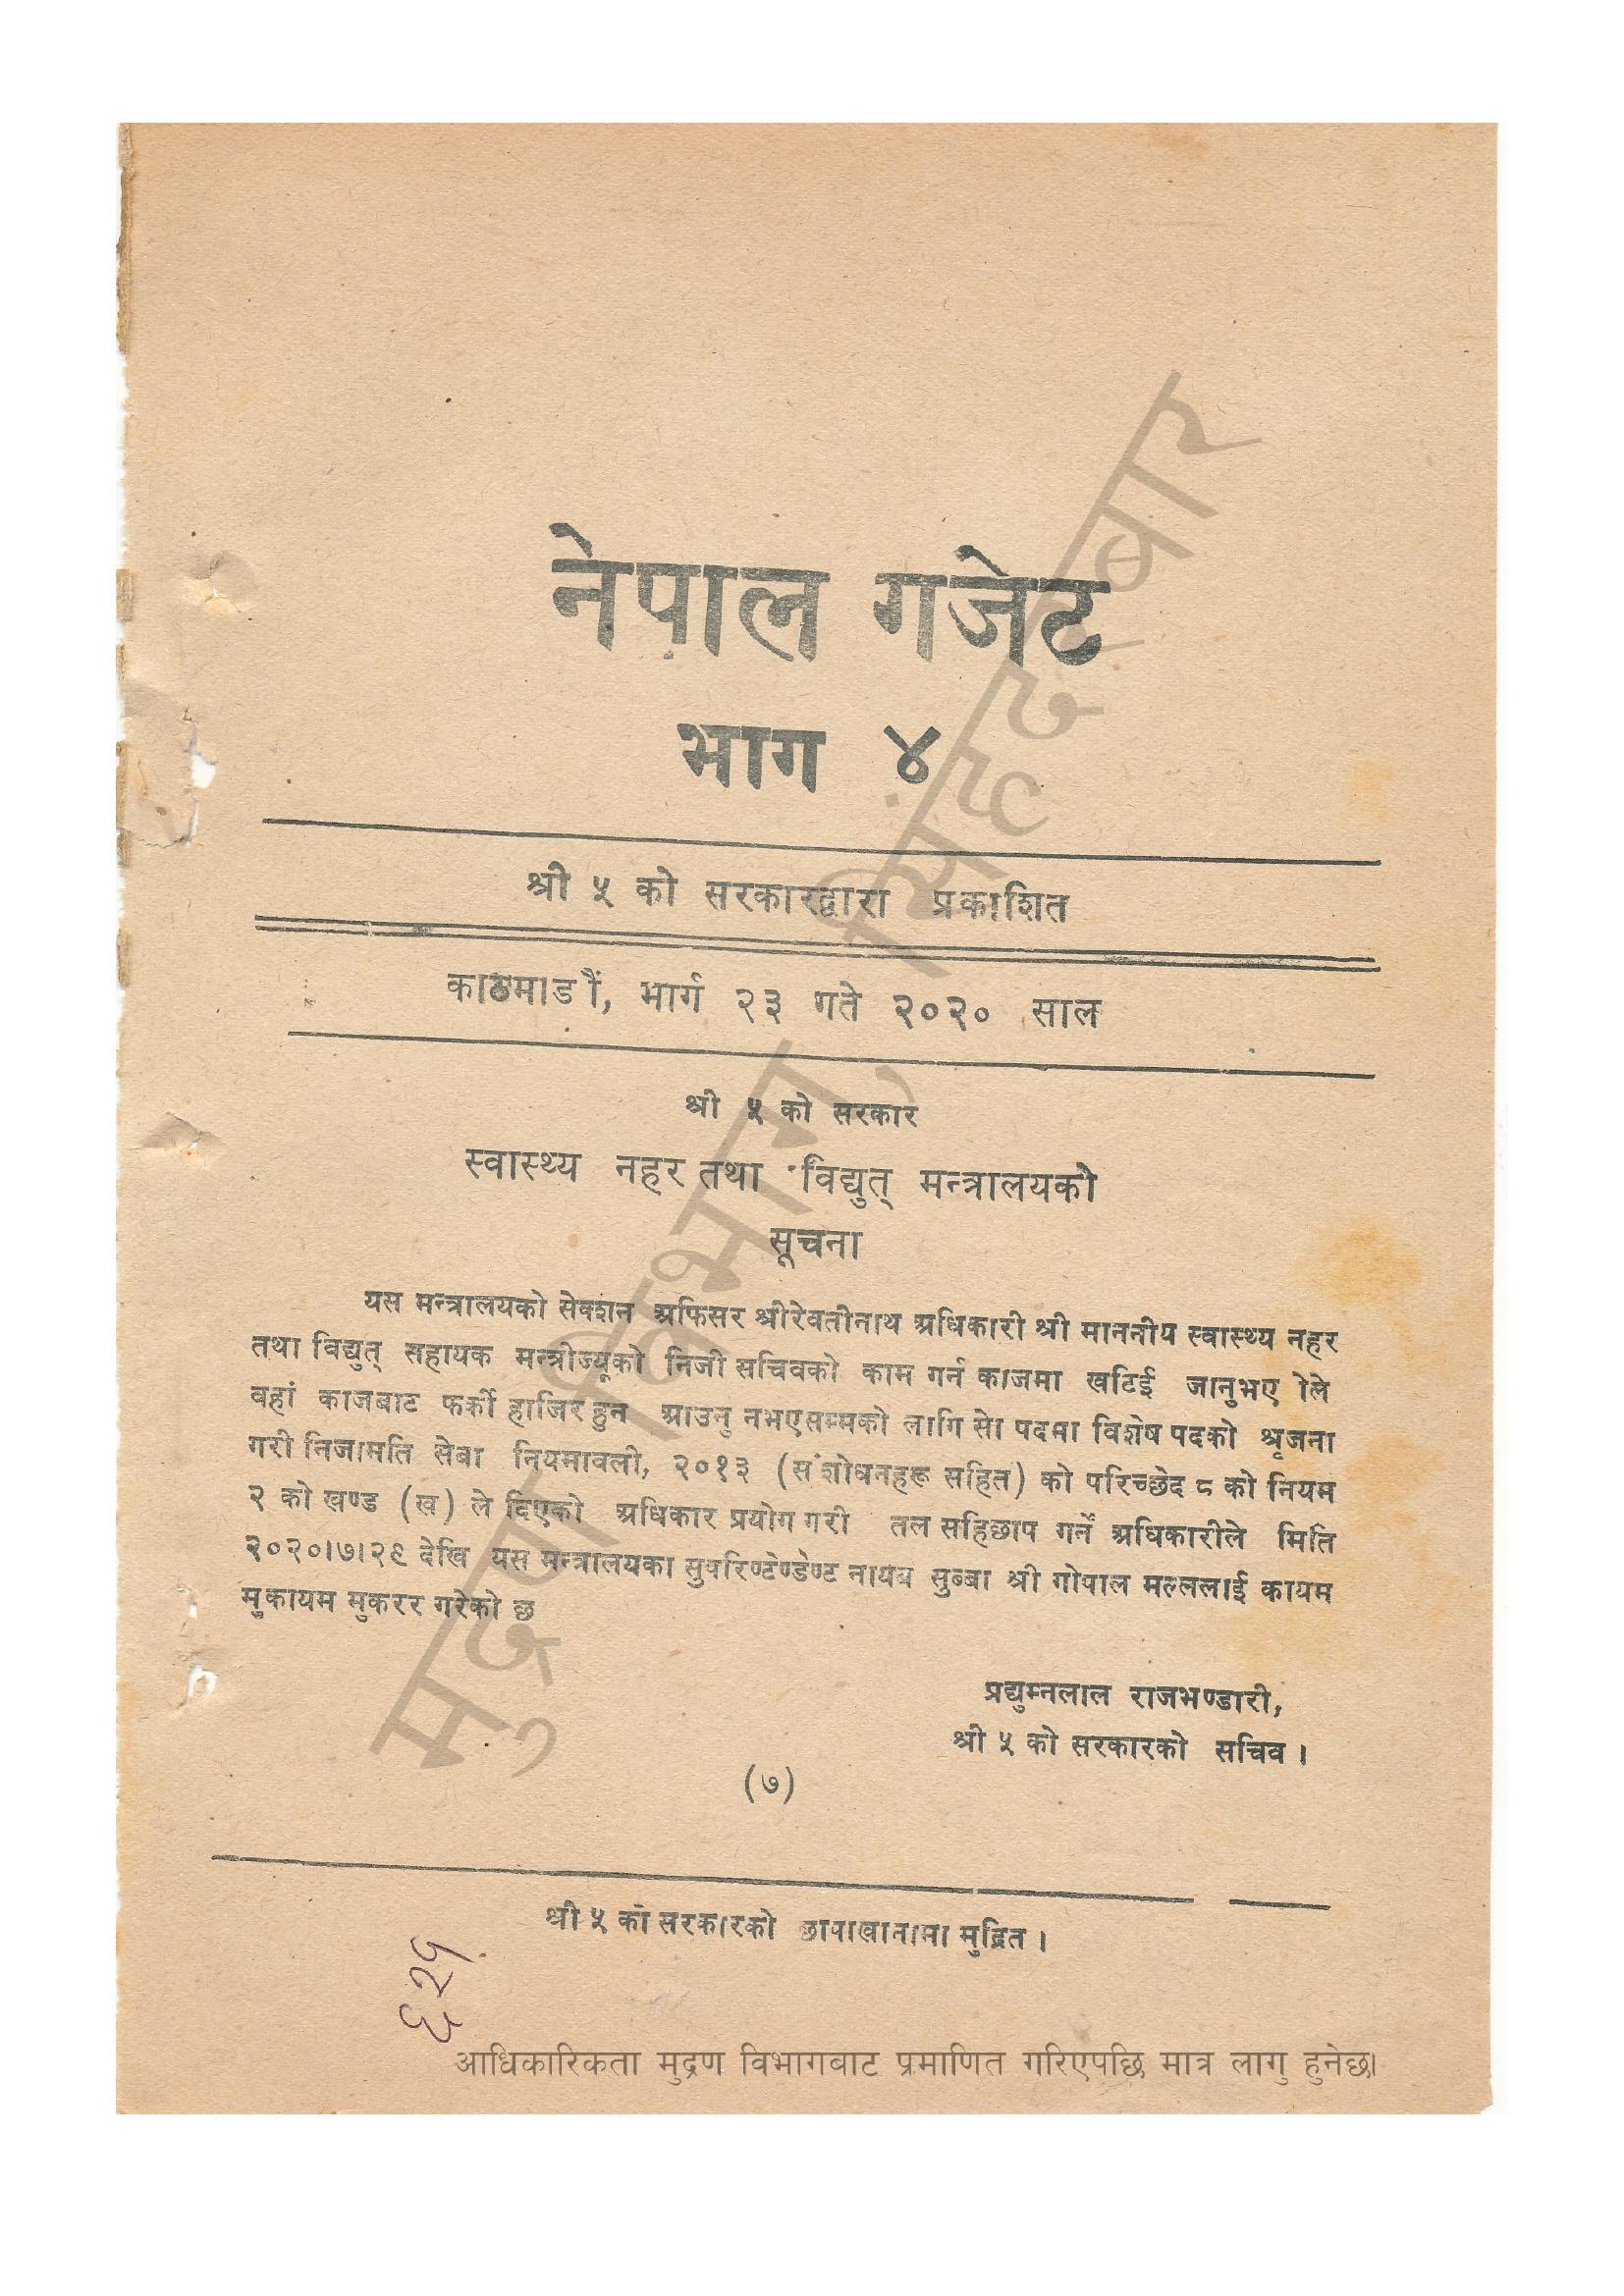 नेपाल गजेट
भाग ४
श्री ५ को सरकारद्वारा प्रकाशित
काठमाडौं, मार्ग २३ गते २०२० साल
श्री ५ को सरकार
स्वास्थ्य नहर तथा विद्युत् मन्त्रालयको
सूचना
यस मन्त्रालयको सेक्शन अफिसर श्रीरेवतीनाथ अधिकारी श्री माननीय स्वास्थ्य नहर
तथा विद्युत् सहायक मन्त्रीज्यूको निजी सचिवको काम गर्न काजमा खटिई जानुभए ोले
वहां काजबाट फर्की हाजिर हुन आउनु नभएसम्मको लागि सो पदमा विशेष पदको श्रृजना
गरी निजामति सेबा नियमावली, २०१३ (संशोधनहरू सहित) को परिच्छेद ८ को नियम
२ को खण्ड (ख) ले दिएको अधिकार प्रयोग गरी तल सहिछाप गर्ने अधिकारीले मिति
२०२०।७।२९ देखि यस मन्त्रालयका सुपरिण्टेण्डेण्ट नायव सुब्बा श्री गोपाल मल्ललाई कायम
मुकायम मुकरर गरेको छ
प्रद्युम्नलाल राजभण्डारी,
श्री ५ को सरकारको सचिव ।
(७)
श्री ५ को सरकारको छापाखानामा मुद्रित ।
६२५
आधिकारिकता मुद्रण विभागबाट प्रमाणित गरिएपछि मात्र लागु हुनेछ।
मुद्रण विभाग, सिंहदरबार